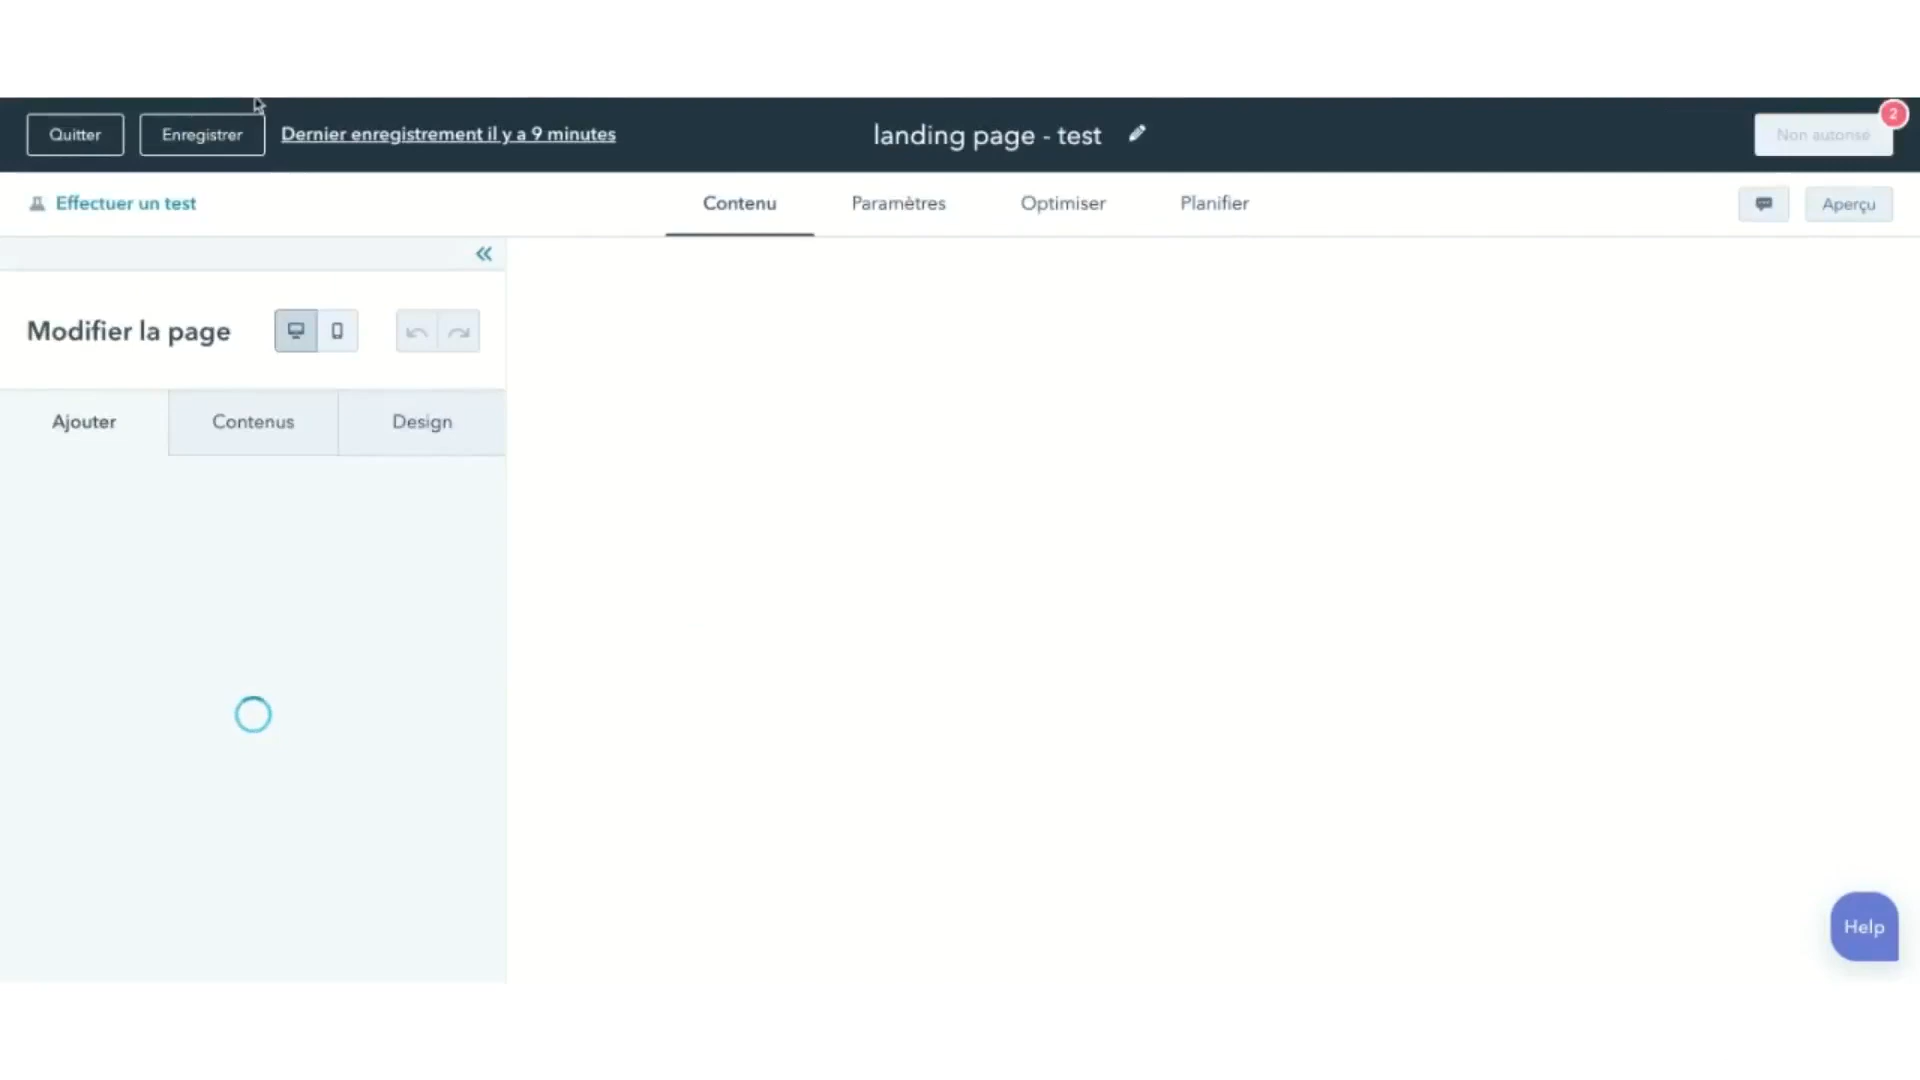 Quitter
Enregistrer
Dernier enregistrement il y a 9 minutes
landing page - test
Non autorisé
2
Effectuer un test
Contenu
Paramètres
Optimiser
Planifier
Aperçu
Modifier la page
Ajouter
Contenus
Design
Help